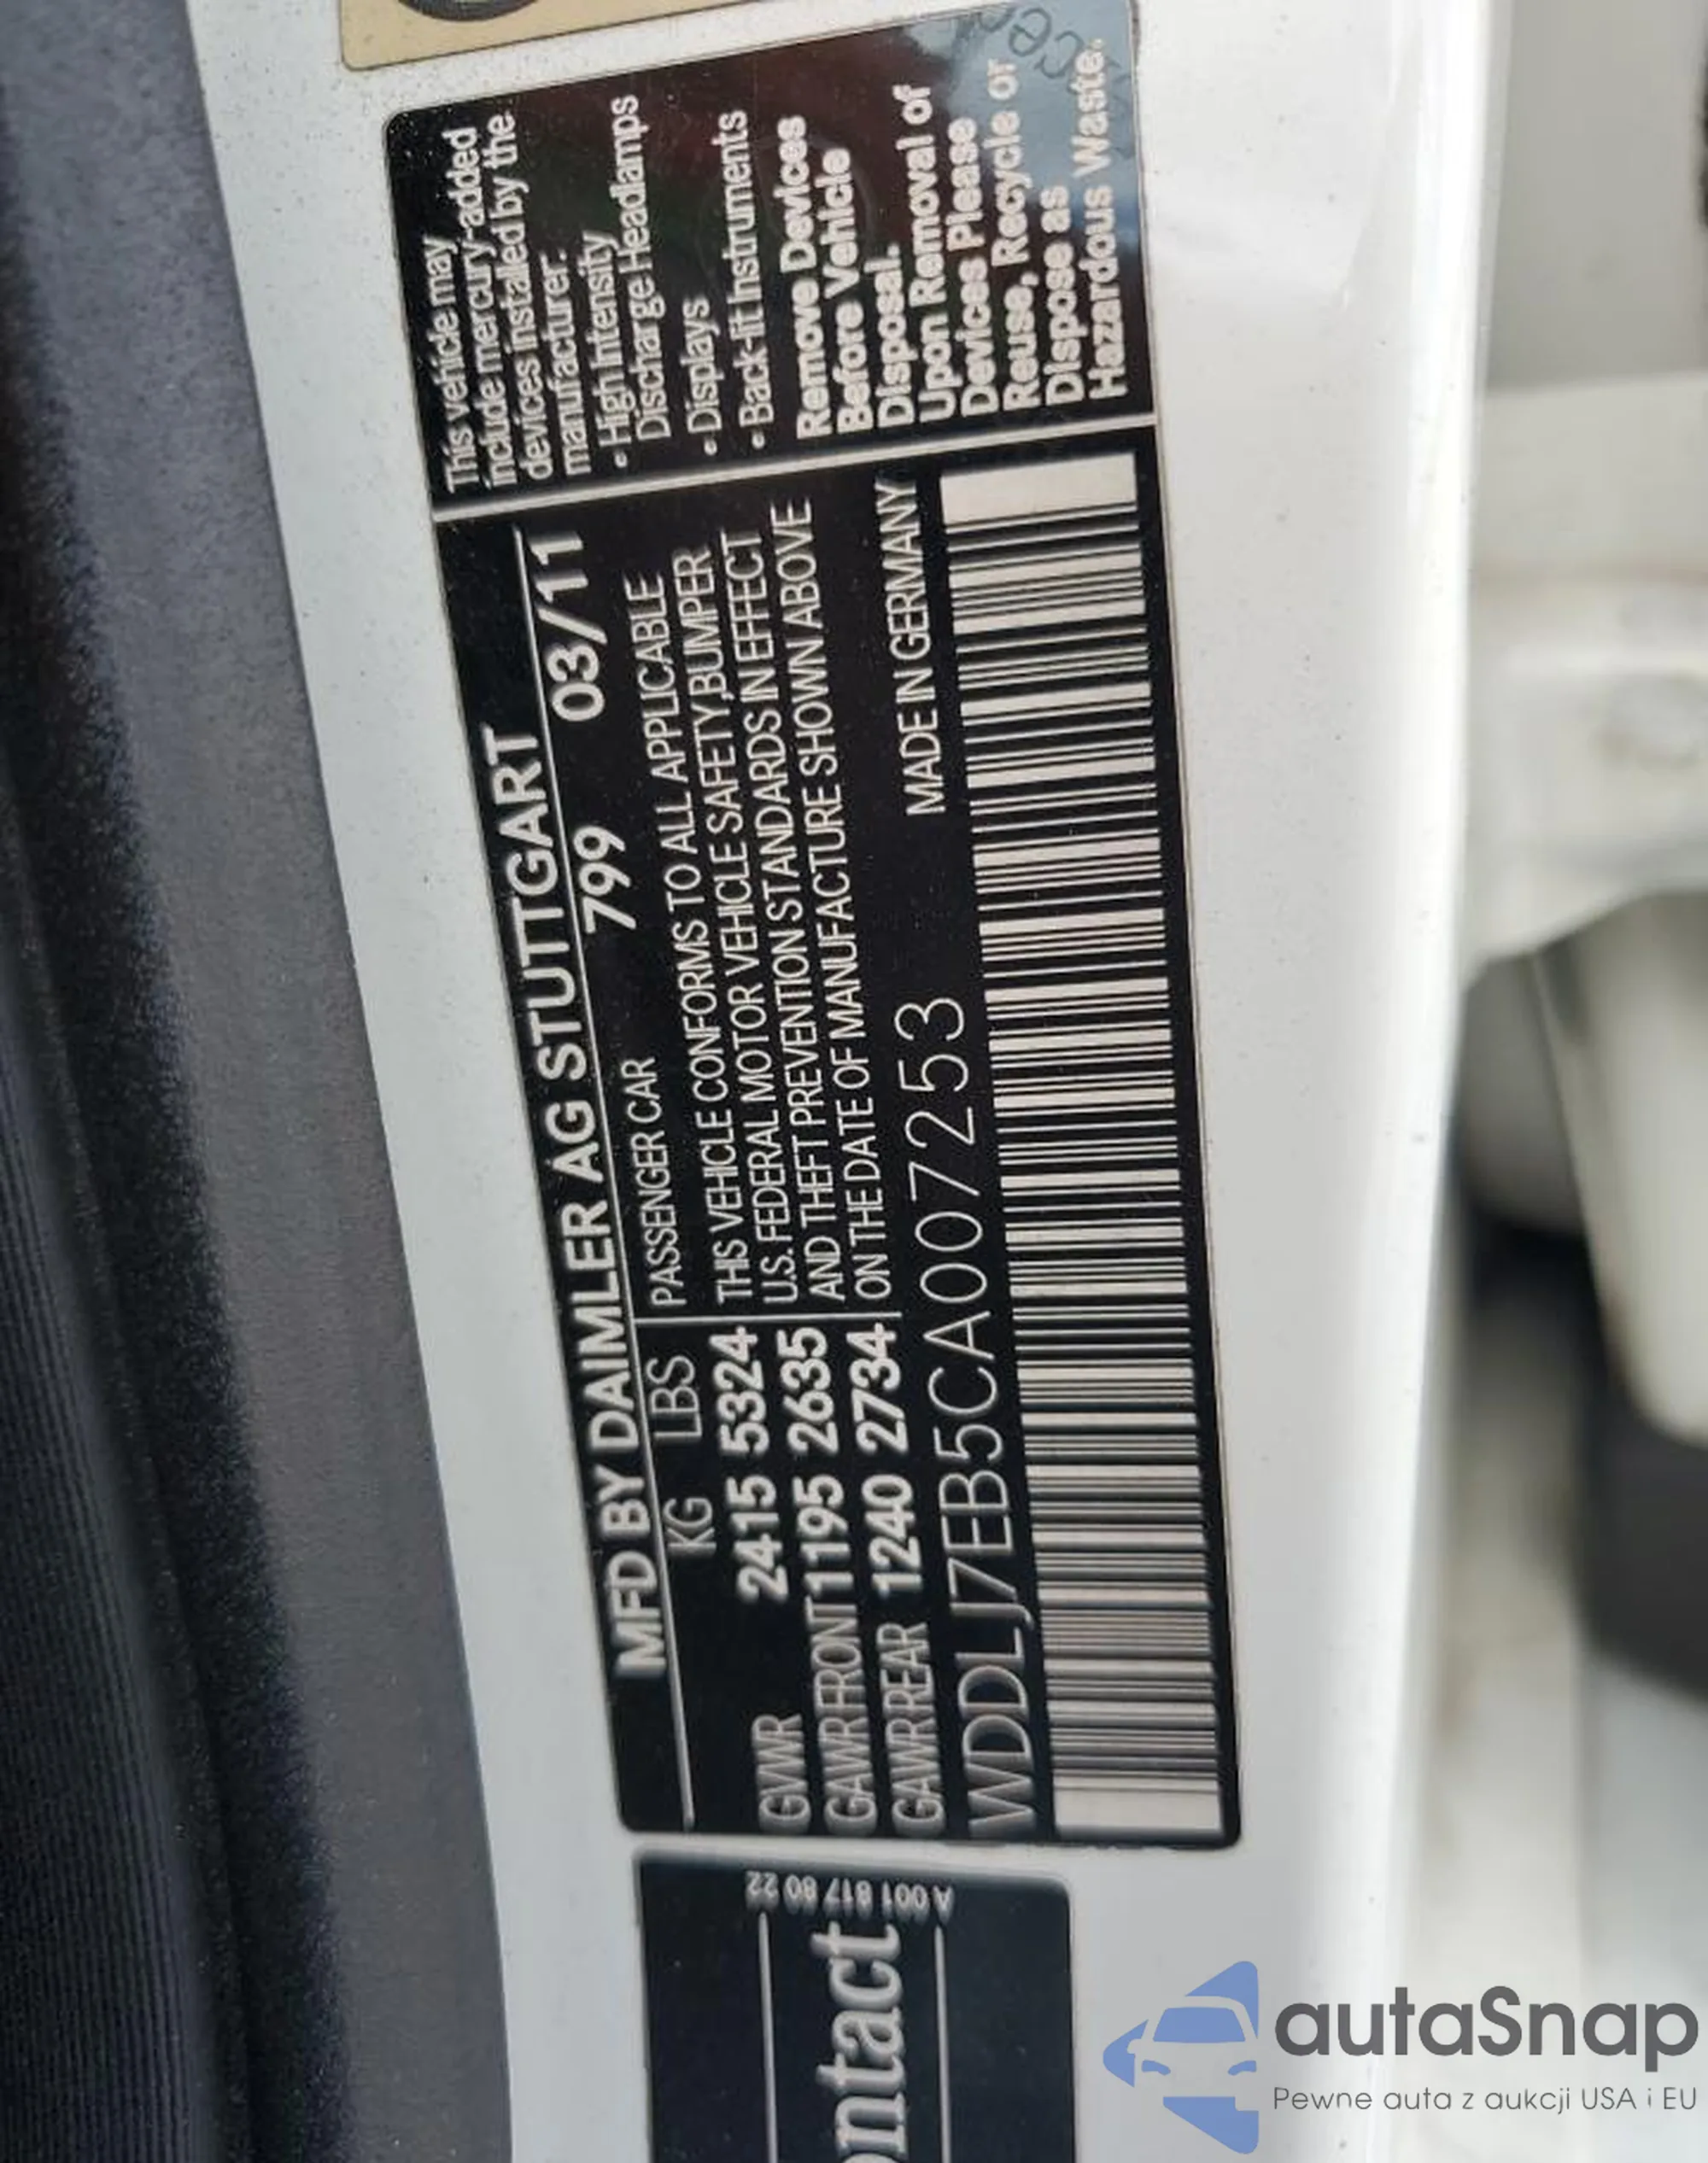 This vehicle may
include mercury-added
devices installed by the
manufacturer.
• High Intensity
Discharge Headlamps
• Displays
• Back-lit Instruments
Remove Devices
Before Vehicle
Disposal.
Upon Removal of
Devices Please
Reuse, Recycle or
Dispose as
Hazardous Waste.
MFD BY DAIMLER AG STUTTGART
799 03/11
KG LBS PASSENGER CAR
GWWR 2415 5324
GAWR FRONT 1195 2635
GAWR REAR 1240 2734
THIS VEHICLE CONFORMS TO ALL APPLICABLE
U.S. FEDERAL MOTOR VEHICLE SAFETY, BUMPER
AND THEFT PREVENTION STANDARDS IN EFFECT
ON THE DATE OF MANUFACTURE SHOWN ABOVE
MADE IN GERMANY
WDDLJ7EB5CA007253
A 001 817 80 22
ontact
autaSnap
Pewne auta z aukcji USA i EU